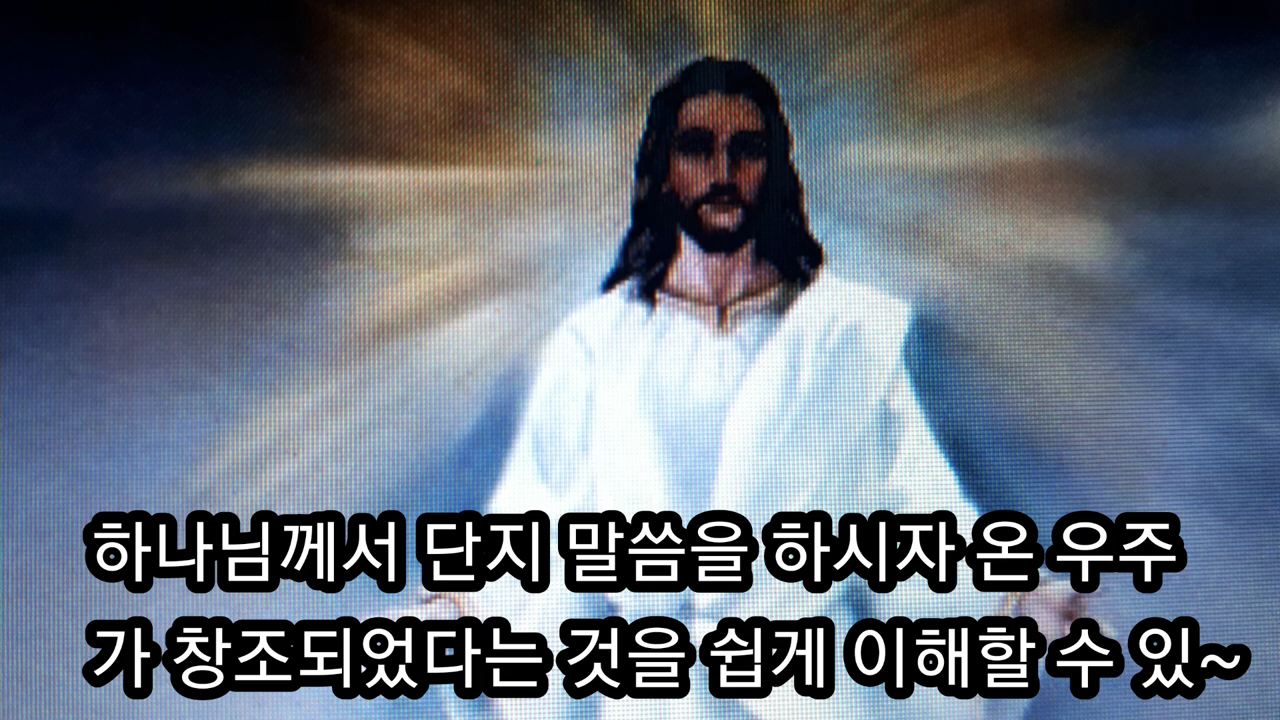 하나님께서 단지 말씀을 하시자 온 우주
가 창조되었다는 것을 쉽게 이해할 수 있~